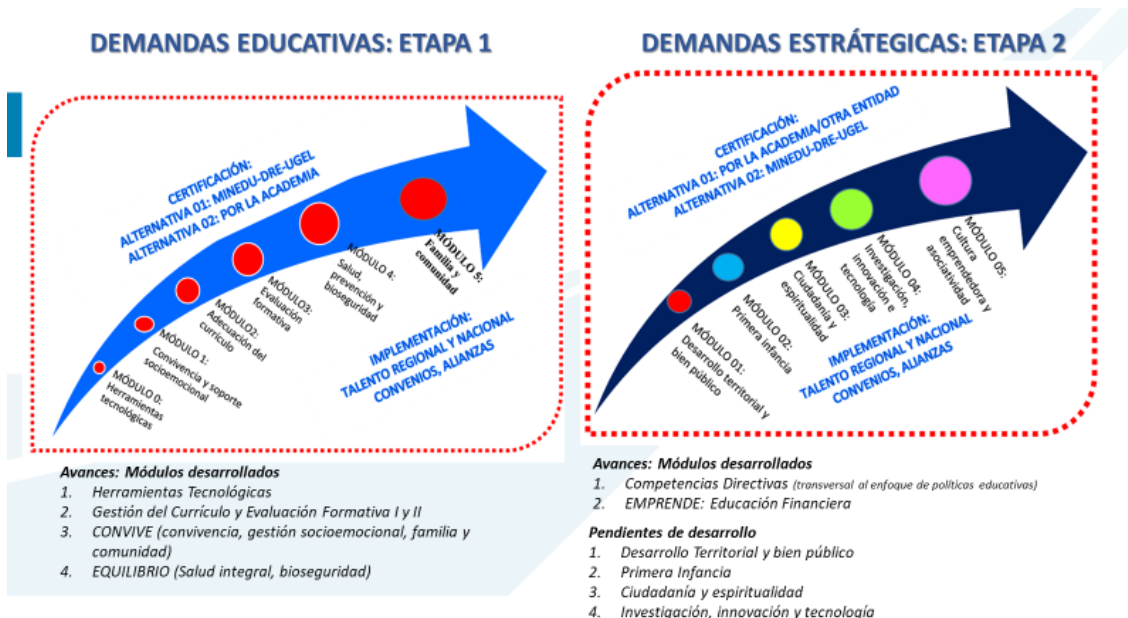 DEMANDAS EDUCATIVAS: ETAPA 1
CERTIFICACIÓN:
ALTERNATIVA 01: MINEDU-DRE-UGEL
ALTERNATIVA 02: POR LA ACADEMIA
MÓDULO 0:
Herramientas
tecnológicas
MÓDULO 1:
Convivencia y soporte
socioemocional
MÓDULO2:
Adecuación del
currículo
MÓDULO3:
Evaluación
formativa
MÓDULO 4:
Salud,
prevención y
bioseguridad
MÓDULO 5:
Familia y
comunidad
IMPLEMENTACIÓN:
TALENTO REGIONAL Y NACIONAL
CONVENIOS, ALIANZAS
Avances: Módulos desarrollados
1. Herramientas Tecnológicas
2. Gestión del Currículo y Evaluación Formativa I y II
3. CONVIVE (convivencia, gestión socioemocional, familia y
comunidad)
4. EQUILIBRIO (Salud integral, bioseguridad)
DEMANDAS ESTRÁTEGICAS: ETAPA 2
CERTIFICACIÓN:
ALTERNATIVA 01: POR LA ACADEMIA/OTRA ENTIDAD
ALTERNATIVA 02: MINEDU-DRE-UGEL
MÓDULO 01:
Desarrollo territorial y
bien público
MÓDULO 02:
Primera infancia
MÓDULO 03:
Ciudadanía y
espiritualidad
MÓDULO 04:
Investigación,
innovación e
tecnología
MÓDULO 05:
Cultura
emprendedora y
asociatividad
IMPLEMENTACIÓN:
TALENTO REGIONAL Y NACIONAL
CONVENIOS, ALIANZAS
Avances: Módulos desarrollados
1. Competencias Directivas (transversal al enfoque de políticas educativas)
2. EMPRENDE: Educación Financiera
Pendientes de desarrollo
1. Desarrollo Territorial y bien público
2. Primera Infancia
3. Ciudadanía y espiritualidad
4. Investigación, innovación y tecnología